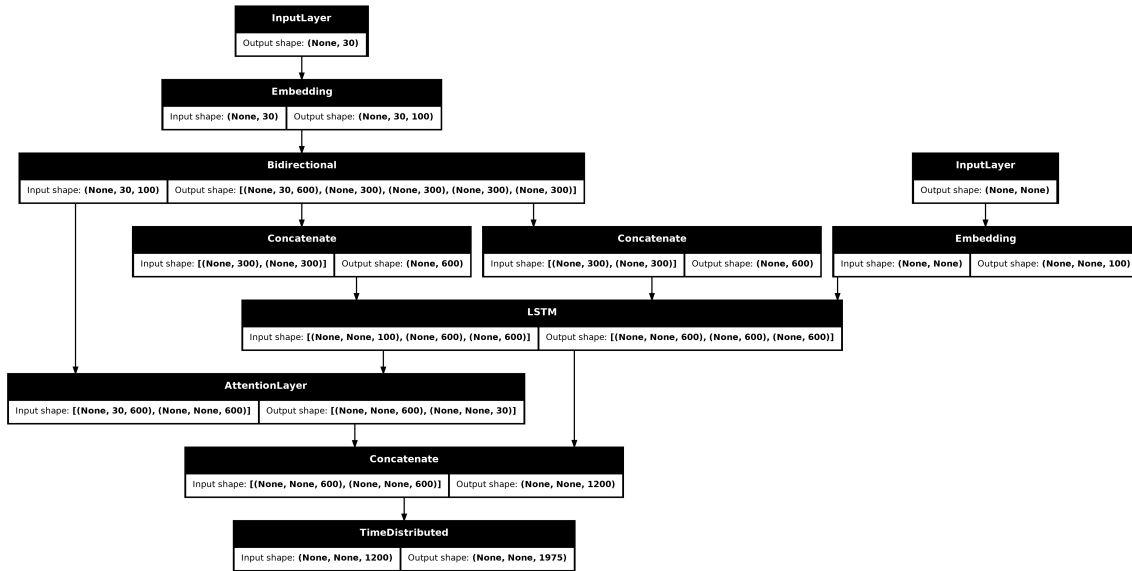 InputLayer
Output shape: (None, 30)
Embedding
Input shape: (None, 30) Output shape: (None, 30, 100)
Bidirectional
Input shape: (None, 30, 100) Output shape: [(None, 30, 600), (None, 300), (None, 300), (None, 300), (None, 300)]
InputLayer
Output shape: (None, None)
Concatenate
Input shape: [(None, 300), (None, 300)] Output shape: (None, 600)
Concatenate
Input shape: [(None, 300), (None, 300)] Output shape: (None, 600)
Embedding
Input shape: (None, None) Output shape: (None, None, 100)
LSTM
Input shape: [(None, None, 100), (None, 600), (None, 600)] Output shape: [(None, None, 600), (None, 600), (None, 600)]
AttentionLayer
Input shape: [(None, 30, 600), (None, None, 600)] Output shape: [(None, None, 600), (None, None, 30)]
Concatenate
Input shape: [(None, None, 600), (None, None, 600)] Output shape: (None, None, 1200)
TimeDistributed
Input shape: (None, None, 1200) Output shape: (None, None, 1975)